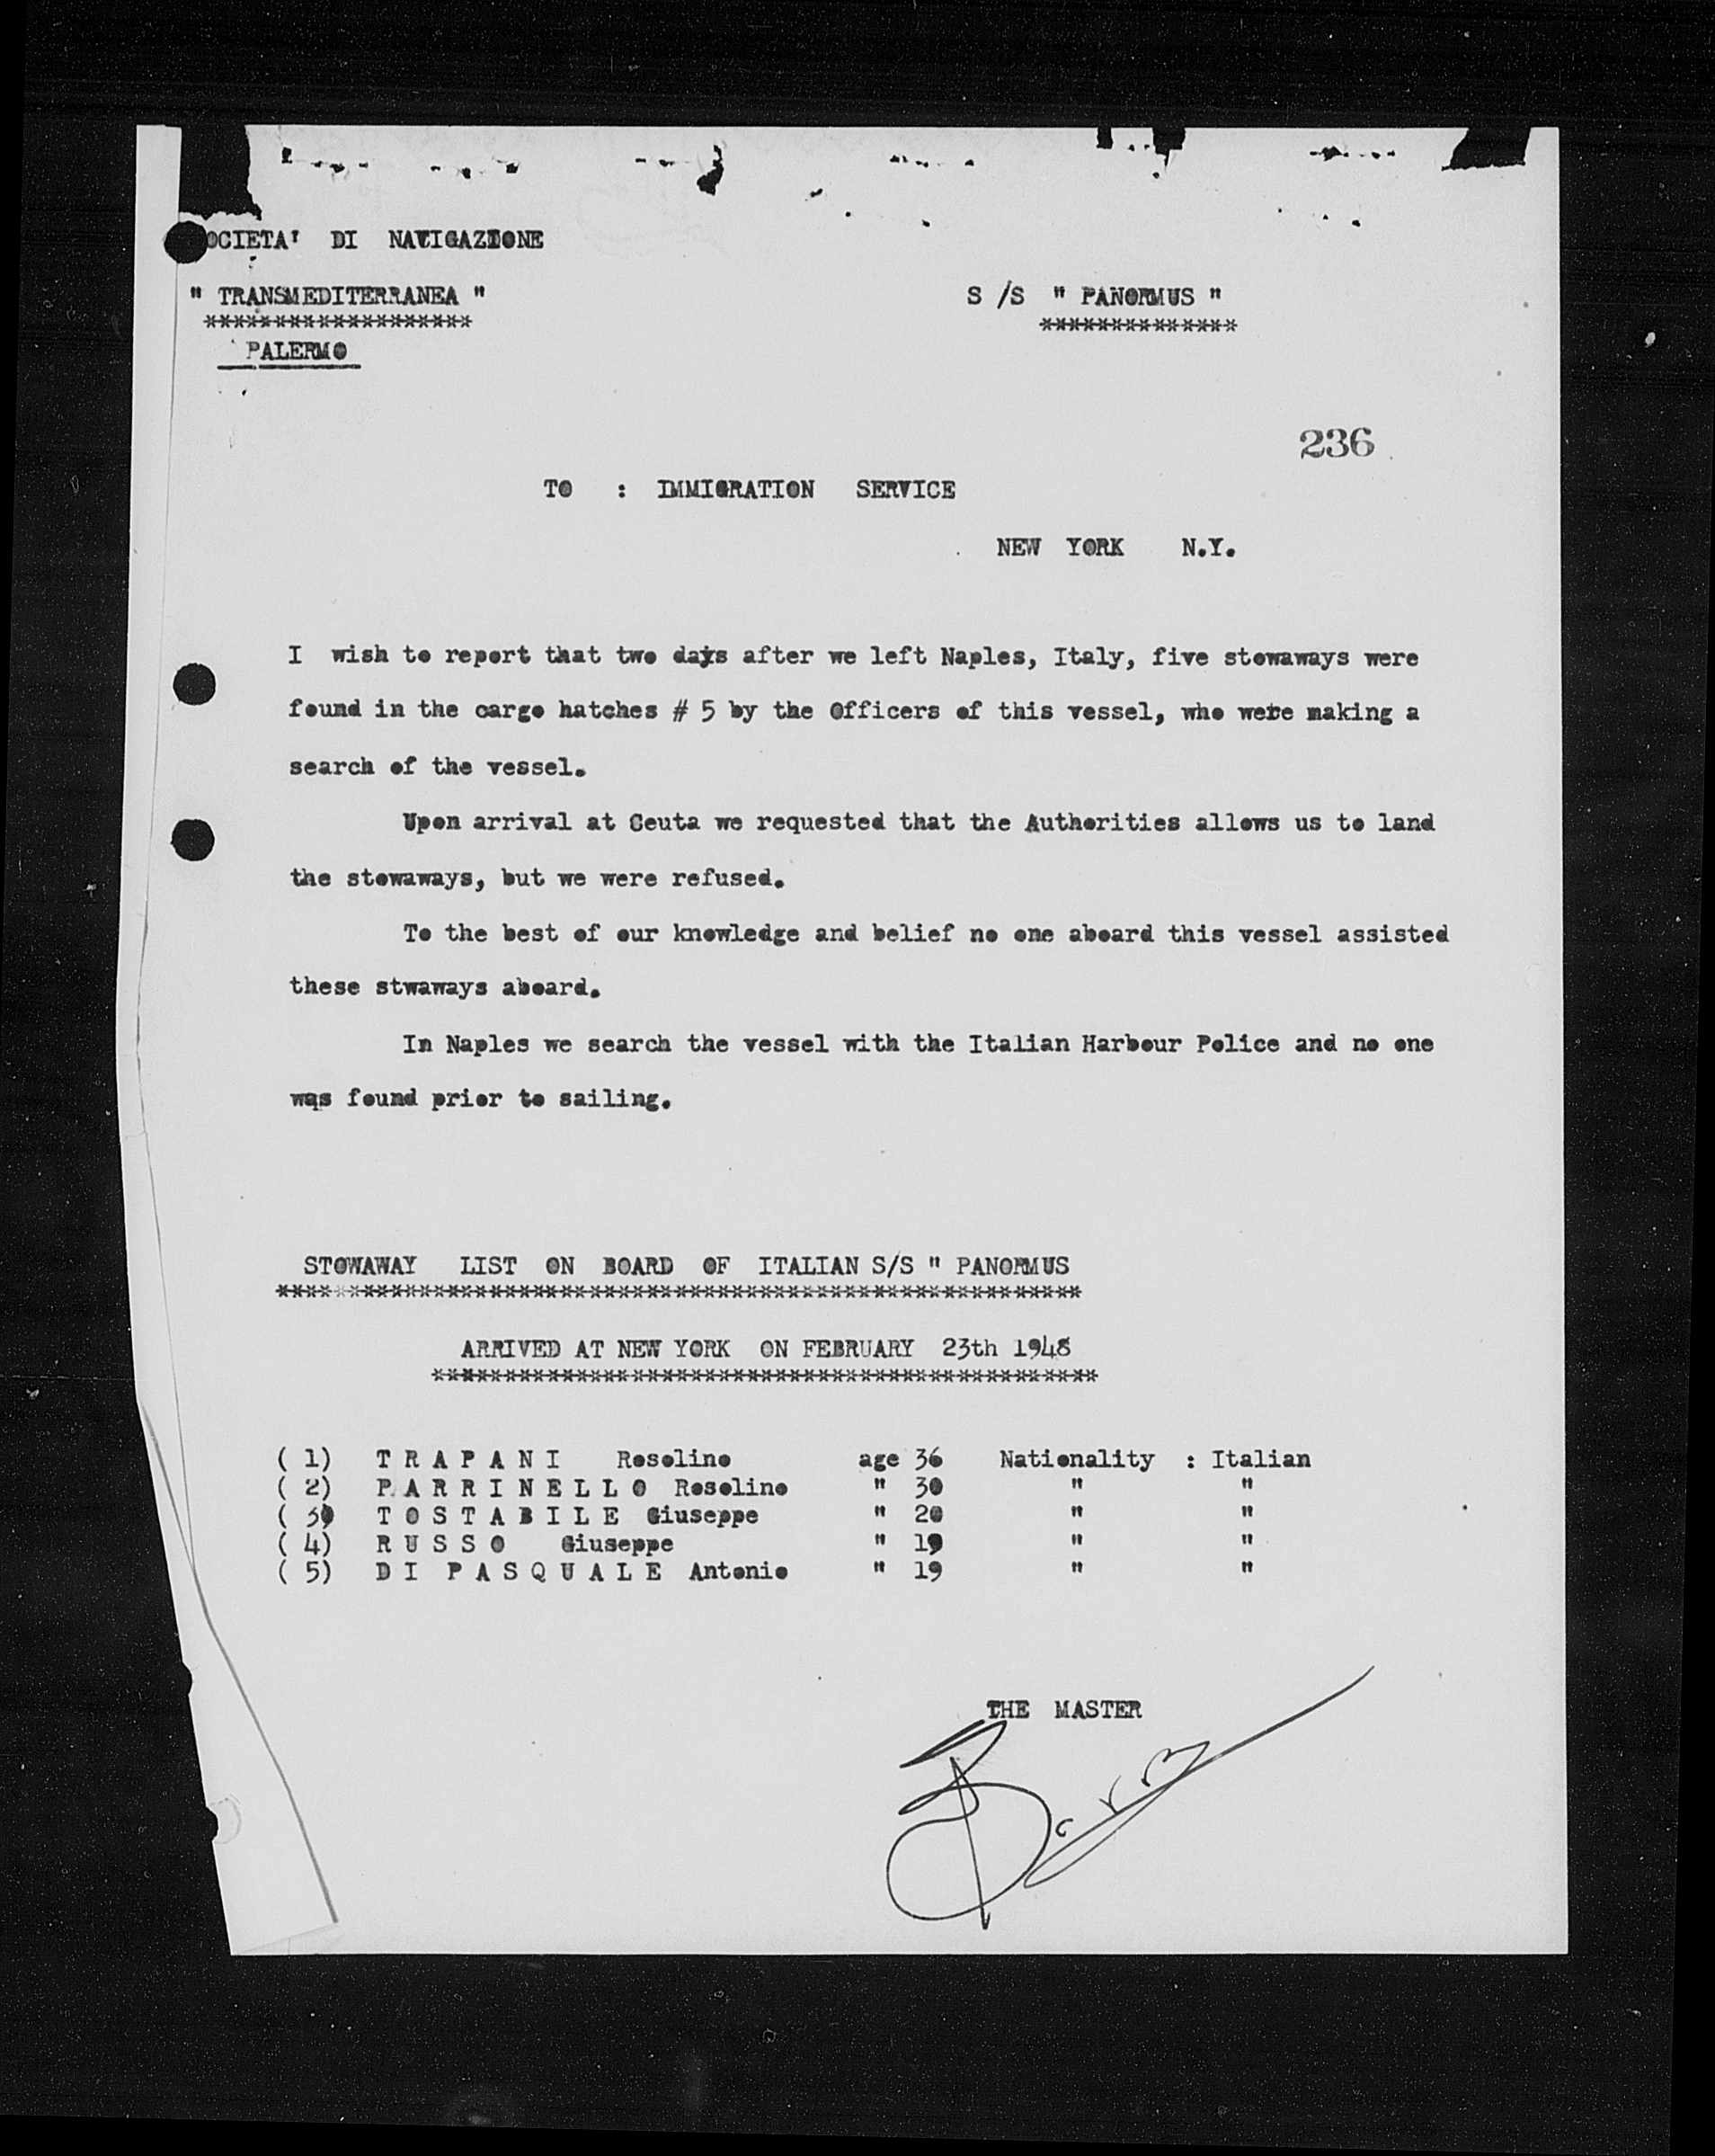 SOCIETA' DI NAVIGAZIONE
" TRANSMEDITERRANEA "
*******************
PALERMO
S /S " PANORMUS "
**************
236
TO : IMMIGRATION SERVICE
NEW YORK N.Y.
I wish to report that two days after we left Naples, Italy, five stowaways were
found in the cargo hatches # 5 by the Officers of this vessel, who were making a
search of the vessel.
Upon arrival at Ceuta we requested that the Authorities allows us to land
the stowaways, but we were refused.
To the best of our knowledge and belief no one aboard this vessel assisted
these stwaways aboard.
In Naples we search the vessel with the Italian Harbour Police and no one
was found prior to sailing.
STOWAWAY LIST ON BOARD OF ITALIAN S/S " PANORMUS
*********************************************************
ARRIVED AT NEW YORK ON FEBRUARY 23th 1948
***********************************************
( 1) T R A P A N I Rosolino age 36 Nationality : Italian
( 2) P A R R I N E L L O Rosolino " 30 " "
( 3) T O S T A B I L E Giuseppe " 20 " "
( 4) R U S S O Giuseppe " 19 " "
( 5) D I P A S Q U A L E Antonio " 19 " "
THE MASTER